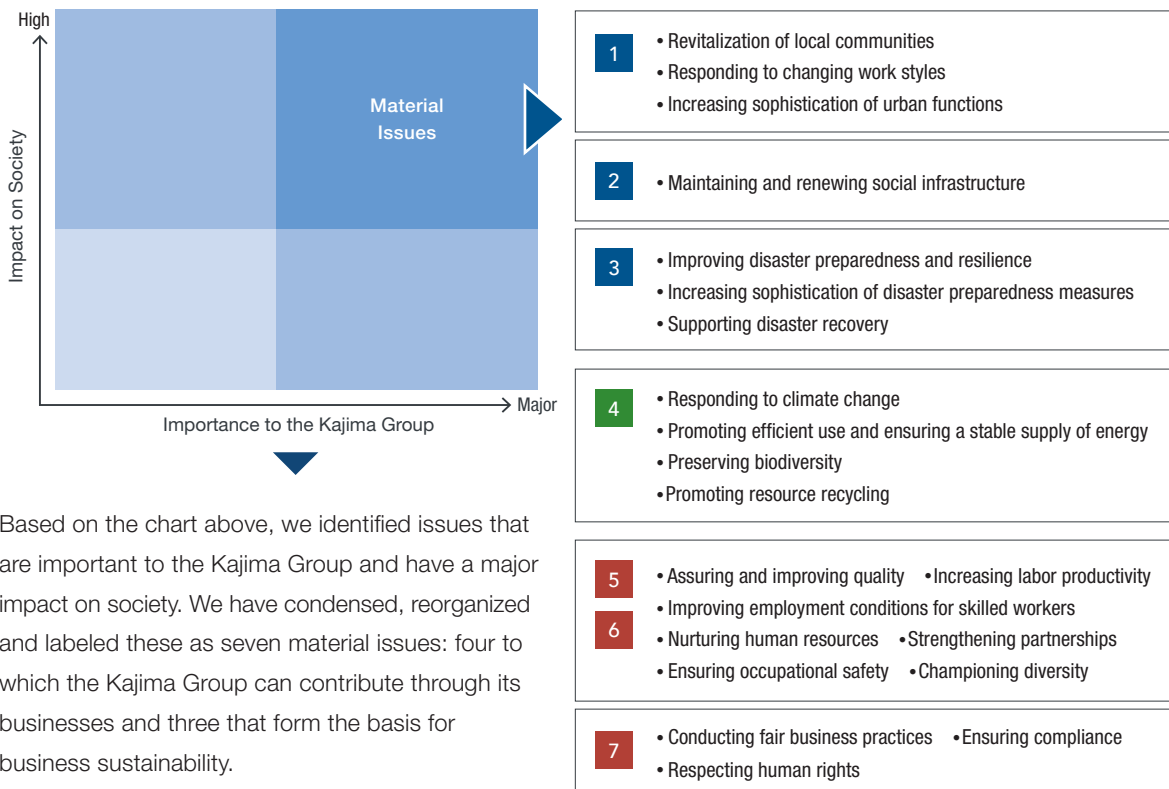 High
Impact on Society
Material
Issues
Major
Importance to the Kajima Group
Based on the chart above, we identified issues that
are important to the Kajima Group and have a major
impact on society. We have condensed, reorganized
and labeled these as seven material issues: four to
which the Kajima Group can contribute through its
businesses and three that form the basis for
business sustainability.
1
• Revitalization of local communities
• Responding to changing work styles
• Increasing sophistication of urban functions
2
• Maintaining and renewing social infrastructure
3
• Improving disaster preparedness and resilience
• Increasing sophistication of disaster preparedness measures
• Supporting disaster recovery
4
• Responding to climate change
• Promoting efficient use and ensuring a stable supply of energy
• Preserving biodiversity
• Promoting resource recycling
5
6
• Assuring and improving quality • Increasing labor productivity
• Improving employment conditions for skilled workers
• Nurturing human resources • Strengthening partnerships
• Ensuring occupational safety • Championing diversity
7
• Conducting fair business practices • Ensuring compliance
• Respecting human rights